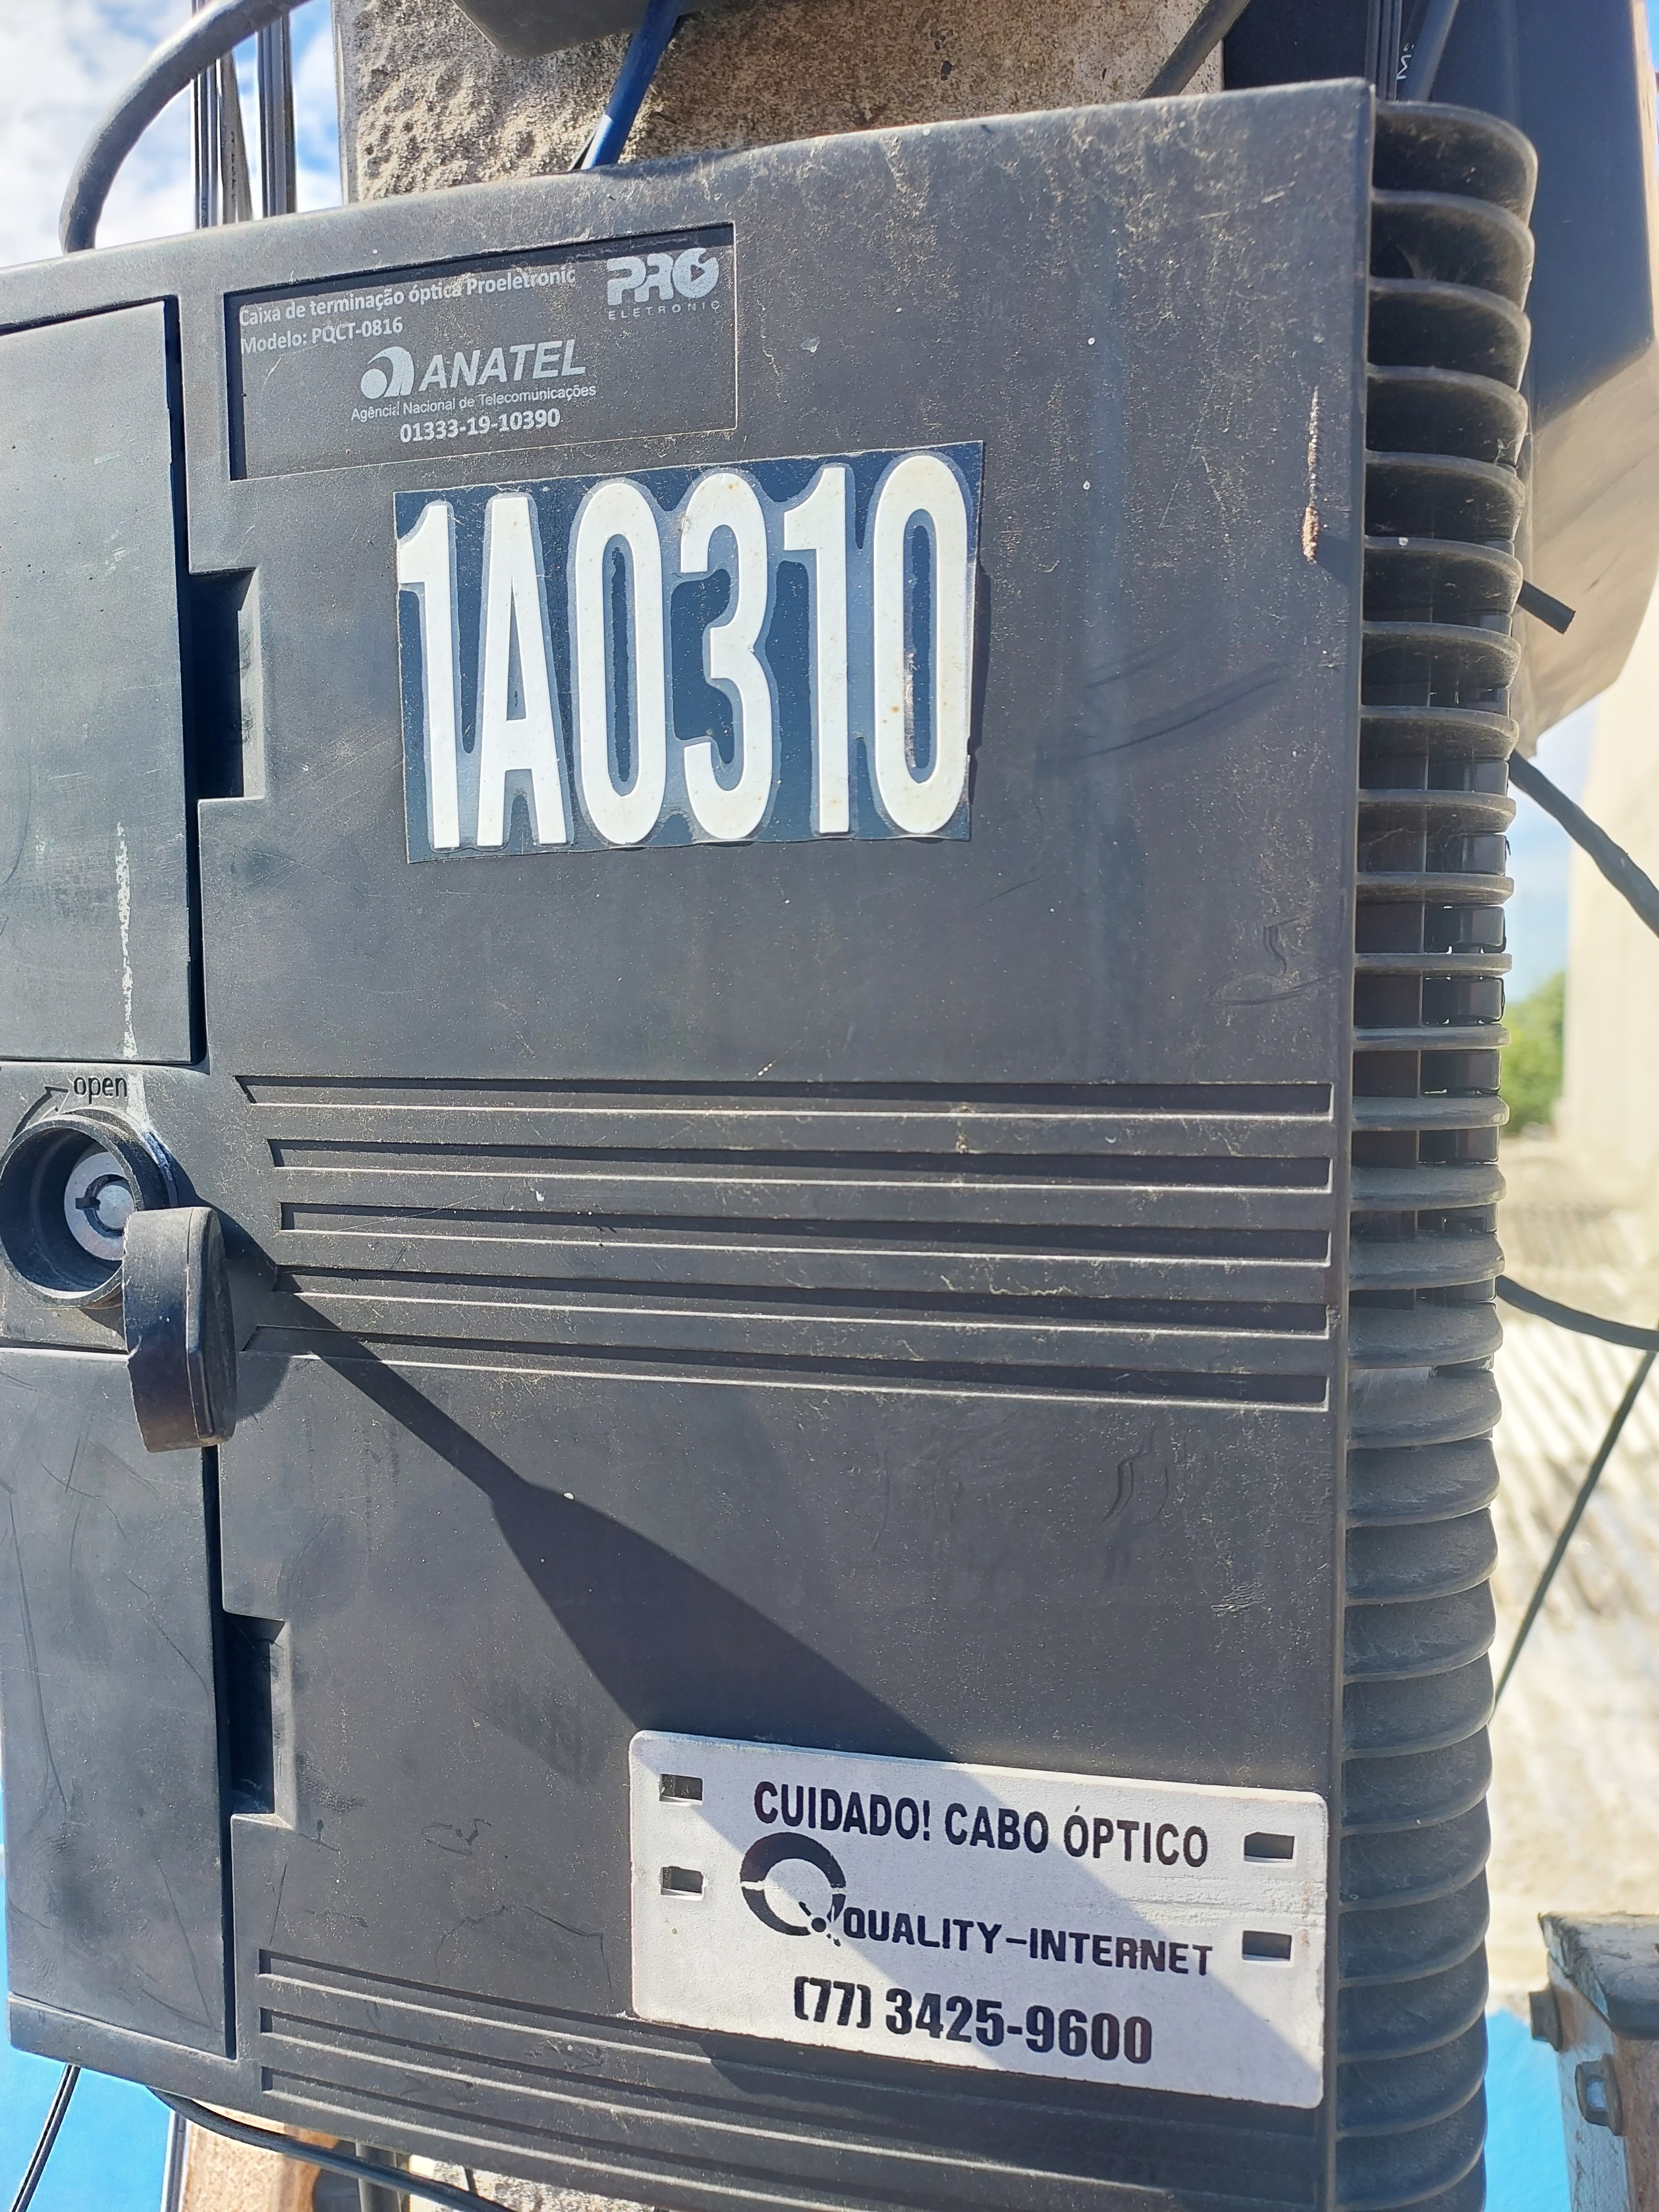 Caixa de terminação óptica Proeletronic
Modelo: PQCT-0816
PRO
ELETRONIC
ANATEL
Agência Nacional de Telecomunicações
01333-19-10390
1A0310
open
CUIDADO! CABO ÓPTICO
QUALITY-INTERNET
(77) 3425-9600